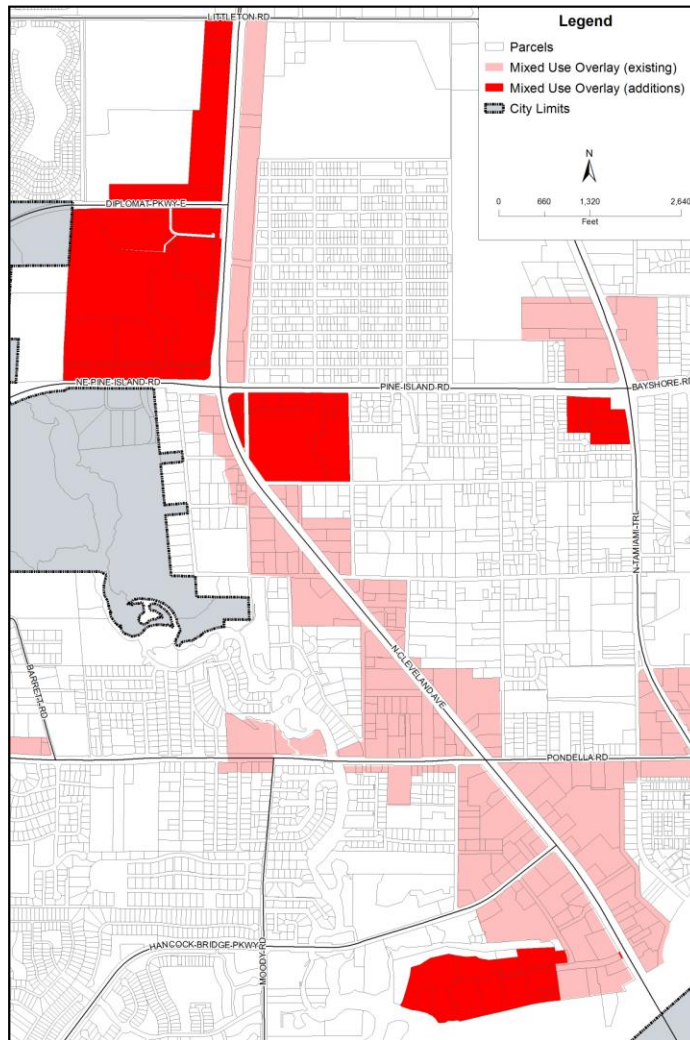 LITTLETON RD
Legend
Parcels
Mixed Use Overlay (existing)
Mixed Use Overlay (additions)
City Limits
N
0 660 1,320 2,640
Feet
DIPLOMAT-PKWY-E
NE-PINE-ISLAND-RD
PINE-ISLAND-RD
BAYSHORE-RD
N-TAMIAMI-TRL
N-CLEVELAND-AVE
BARRETT-RD
PONDELLA RD
HANCOCK-BRIDGE-PKWY
MOODY-RD